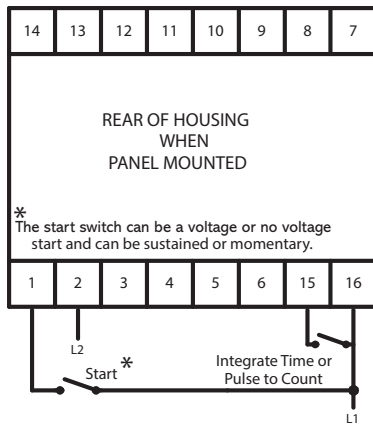 14 13 12 11 10 9 8 7
REAR OF HOUSING
WHEN
PANEL MOUNTED
*
The start switch can be a voltage or no voltage
start and can be sustained or momentary.
1 2 3 4 5 6 15 16
L2
Start *
Integrate Time or
Pulse to Count
L1